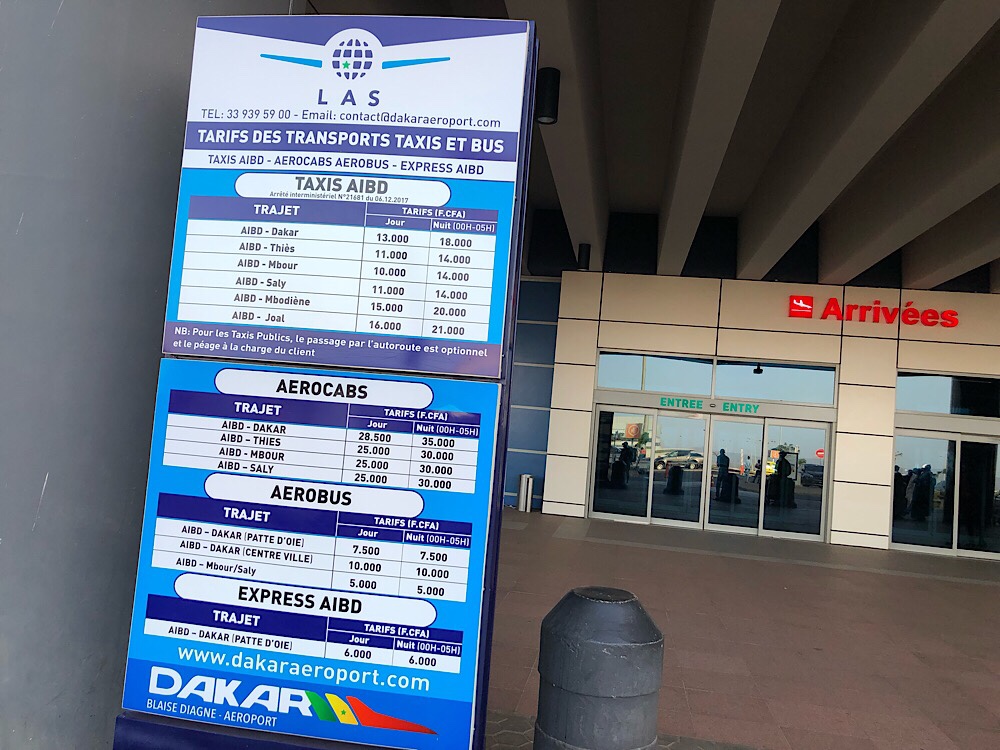 LAS
TEL: 33 939 59 00 - Email: contact@dakaraeroport.com
TARIFS DES TRANSPORTS TAXIS ET BUS
TAXIS AIBD - AEROCABS AEROBUS - EXPRESS AIBD
TAXIS AIBD
Arrêté interministériel N°21681 du 06.12.2017
TRAJET TARIFS (F.CFA)
Jour Nuit (00H-05H)
AIBD - Dakar 13.000 18.000
AIBD - Thiès 11.000 14.000
AIBD - Mbour 10.000 14.000
AIBD - Saly 11.000 14.000
AIBD - Mbodiène 15.000 20.000
AIBD - Joal 16.000 21.000
NB: Pour les Taxis Publics, le passage par l'autoroute est optionnel
et le péage à la charge du client
AEROCABS
TRAJET TARIFS (F.CFA)
Jour Nuit (00H-05H)
AIBD - DAKAR 28.500 35.000
AIBD - THIES 25.000 30.000
AIBD - MBOUR 25.000 30.000
AIBD - SALY 25.000 30.000
AEROBUS
TRAJET TARIFS (F.CFA)
Jour Nuit (00H-05H)
AIBD - DAKAR (PATTE D'OIE) 7.500 7.500
AIBD - DAKAR (CENTRE VILLE) 10.000 10.000
AIBD - Mbour/Saly 5.000 5.000
EXPRESS AIBD
TRAJET TARIFS (F.CFA)
Jour Nuit (00H-05H)
AIBD - DAKAR (PATTE D'OIE) 6.000 6.000
www.dakaraeroport.com
DAKAR
BLAISE DIAGNE - AEROPORT
Arrivées
ENTREE - ENTRY